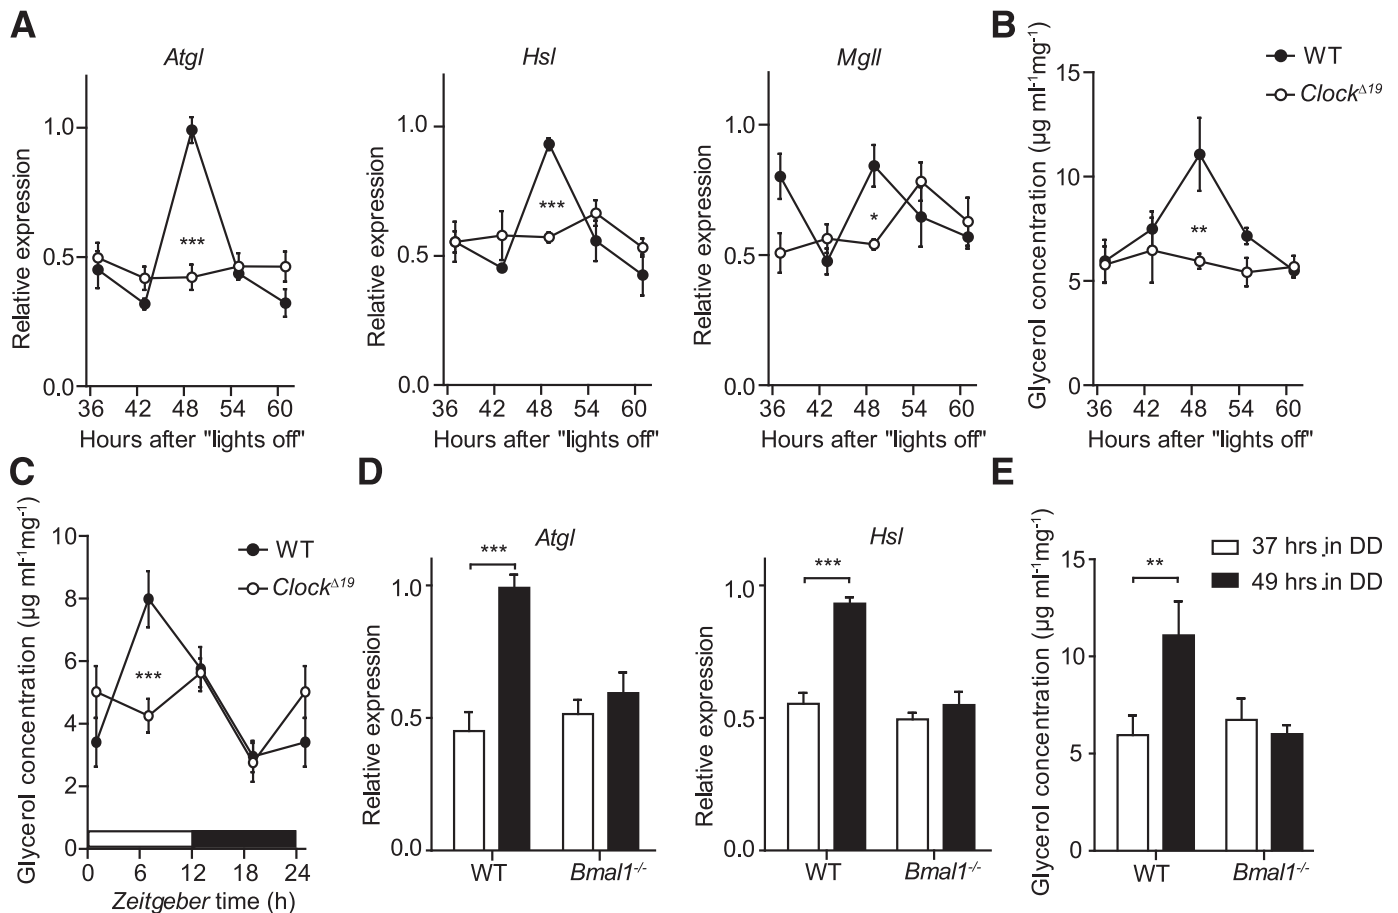 A
Atgl
Relative expression
1.0
0.5
0.0
***
36 42 48 54 60
Hours after "lights off"
Hsl
Relative expression
1.0
0.5
0.0
***
36 42 48 54 60
Hours after "lights off"
Mgll
Relative expression
1.0
0.5
0.0
*
36 42 48 54 60
Hours after "lights off"
B
Glycerol concentration (µg ml⁻¹mg⁻¹)
15
10
5
0
WT
Clock^Δ19
**
36 42 48 54 60
Hours after "lights off"
C
Glycerol concentration (µg ml⁻¹mg⁻¹)
10
8
6
4
2
0
WT
Clock^Δ19
***
0 6 12 18 24
Zeitgeber time (h)
D
Atgl
Relative expression
1.0
0.5
0.0
***
WT Bmal1⁻/⁻
Hsl
Relative expression
1.0
0.5
0.0
***
WT Bmal1⁻/⁻
E
Glycerol concentration (µg ml⁻¹mg⁻¹)
15
10
5
0
37 hrs.in DD
49 hrs.in DD
**
WT Bmal1⁻/⁻